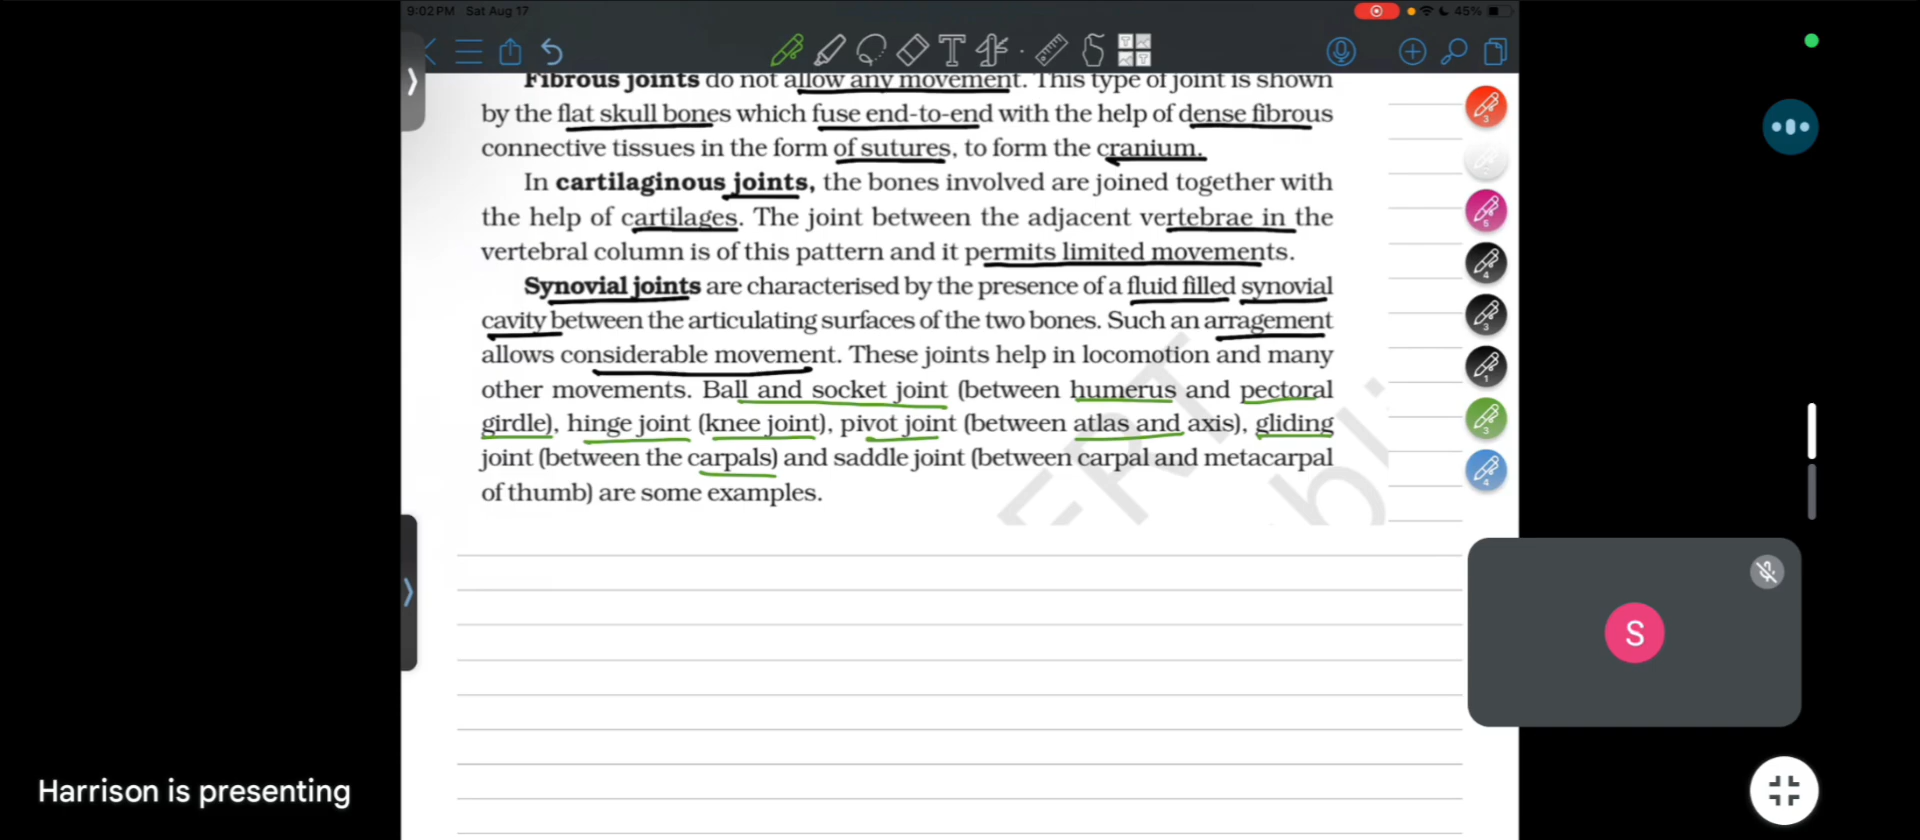 9:02PM Sat Aug 17
45%
Fibrous joints do not allow any movement. This type of joint is shown
by the flat skull bones which fuse end-to-end with the help of dense fibrous
connective tissues in the form of sutures, to form the cranium.
In cartilaginous joints, the bones involved are joined together with
the help of cartilages. The joint between the adjacent vertebrae in the
vertebral column is of this pattern and it permits limited movements.
Synovial joints are characterised by the presence of a fluid filled synovial
cavity between the articulating surfaces of the two bones. Such an arragement
allows considerable movement. These joints help in locomotion and many
other movements. Ball and socket joint (between humerus and pectoral
girdle), hinge joint (knee joint), pivot joint (between atlas and axis), gliding
joint (between the carpals) and saddle joint (between carpal and metacarpal
of thumb) are some examples.
3
5
4
3
1
3
4
S
Harrison is presenting